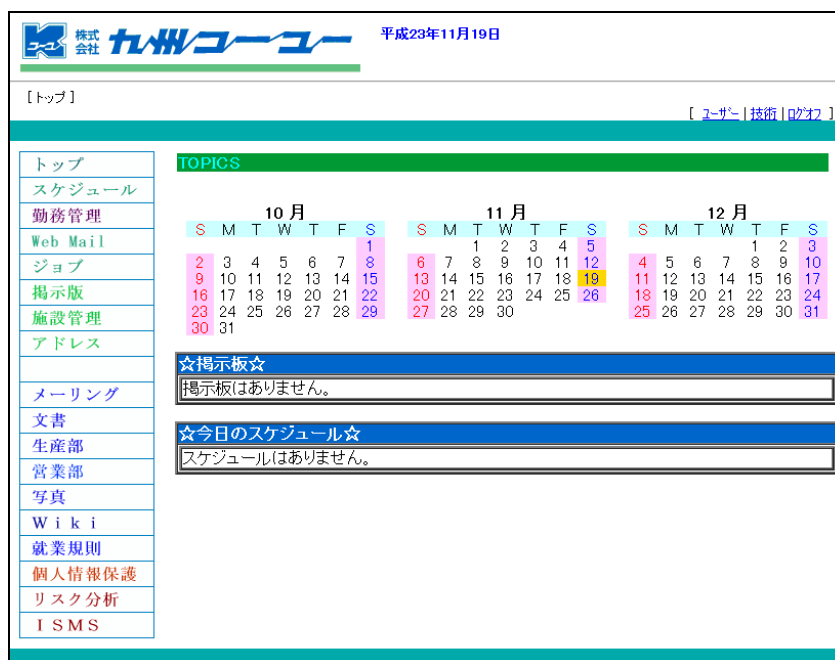 コーユー 株式会社 九州コーユー 平成23年11月19日
[トップ]
[ ユーザー | 技術 | ログオフ ]
トップ
スケジュール
勤務管理
Web Mail
ジョブ
掲示版
施設管理
アドレス
メーリング
文書
生産部
営業部
写真
Wiki
就業規則
個人情報保護
リスク分析
ISMS
TOPICS
10 月
S M T W T F S
1
2 3 4 5 6 7 8
9 10 11 12 13 14 15
16 17 18 19 20 21 22
23 24 25 26 27 28 29
30 31
11 月
S M T W T F S
1 2 3 4 5
6 7 8 9 10 11 12
13 14 15 16 17 18 19
20 21 22 23 24 25 26
27 28 29 30
12 月
S M T W T F S
1 2 3
4 5 6 7 8 9 10
11 12 13 14 15 16 17
18 19 20 21 22 23 24
25 26 27 28 29 30 31
☆掲示板☆
掲示板はありません。
☆今日のスケジュール☆
スケジュールはありません。